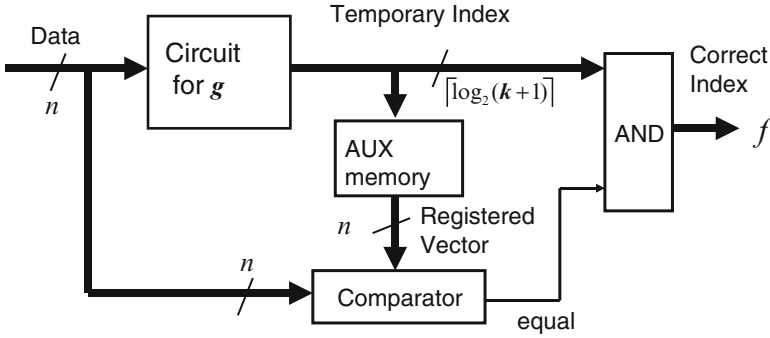 Temporary Index
Data
n
Circuit
for g
⌈log₂(k+1)⌉
Correct
Index
AND
f
AUX
memory
n
Registered
Vector
n
Comparator
equal